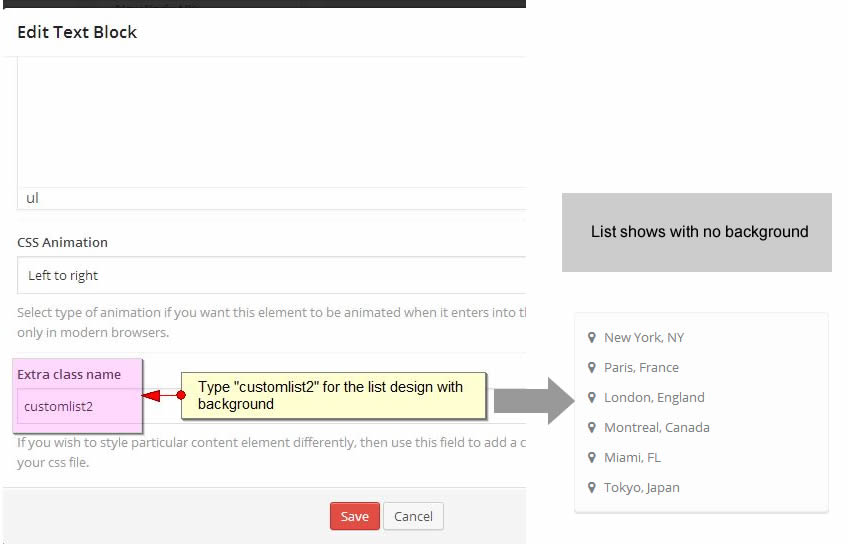 Edit Text Block
ul
CSS Animation
Left to right
Select type of animation if you want this element to be animated when it enters into th
only in modern browsers.
Extra class name
customlist2
Type "customlist2" for the list design with
background
If you wish to style particular content element differently, then use this field to add a c
your css file.
Save
Cancel
List shows with no background
New York, NY
Paris, France
London, England
Montreal, Canada
Miami, FL
Tokyo, Japan